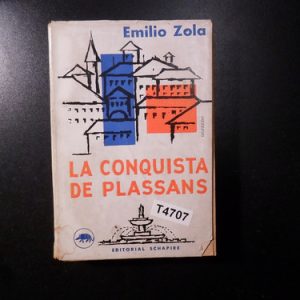 Emilio Zola
LA CONQUISTA
DE PLASSANS
T4707
EDITORIAL SCHAPIRE